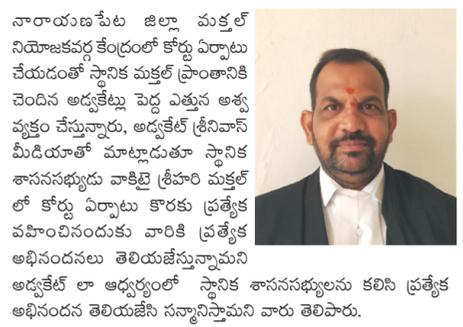 నారాయణపేట జిల్లా మక్తల్
నియోజకవర్గ కేంద్రంలో కోర్టు ఏర్పాటు
చేయడంతో స్థానిక మక్తల్ ప్రాంతానికి
చెందిన అడ్వకేట్లు పెద్ద ఎత్తున అశ్వ
వ్యక్తం చేస్తున్నారు, అడ్వకేట్ శ్రీనివాస్
మీడియాతో మాట్లాడుతూ స్థానిక
శాసనసభ్యుడు వాకిటై శ్రీహరి మక్తల్
లో కోర్టు ఏర్పాటు కొరకు ప్రత్యేక
వహించినందుకు వారికి ప్రత్యేక
అభినందనలు తెలియజేస్తున్నామని
అడ్వకేట్ లా ఆధ్వర్యంలో స్థానిక శాసనసభ్యులను కలిసి ప్రత్యేక
అభినందన తెలియజేసి సన్మానిస్తామని వారు తెలిపారు.